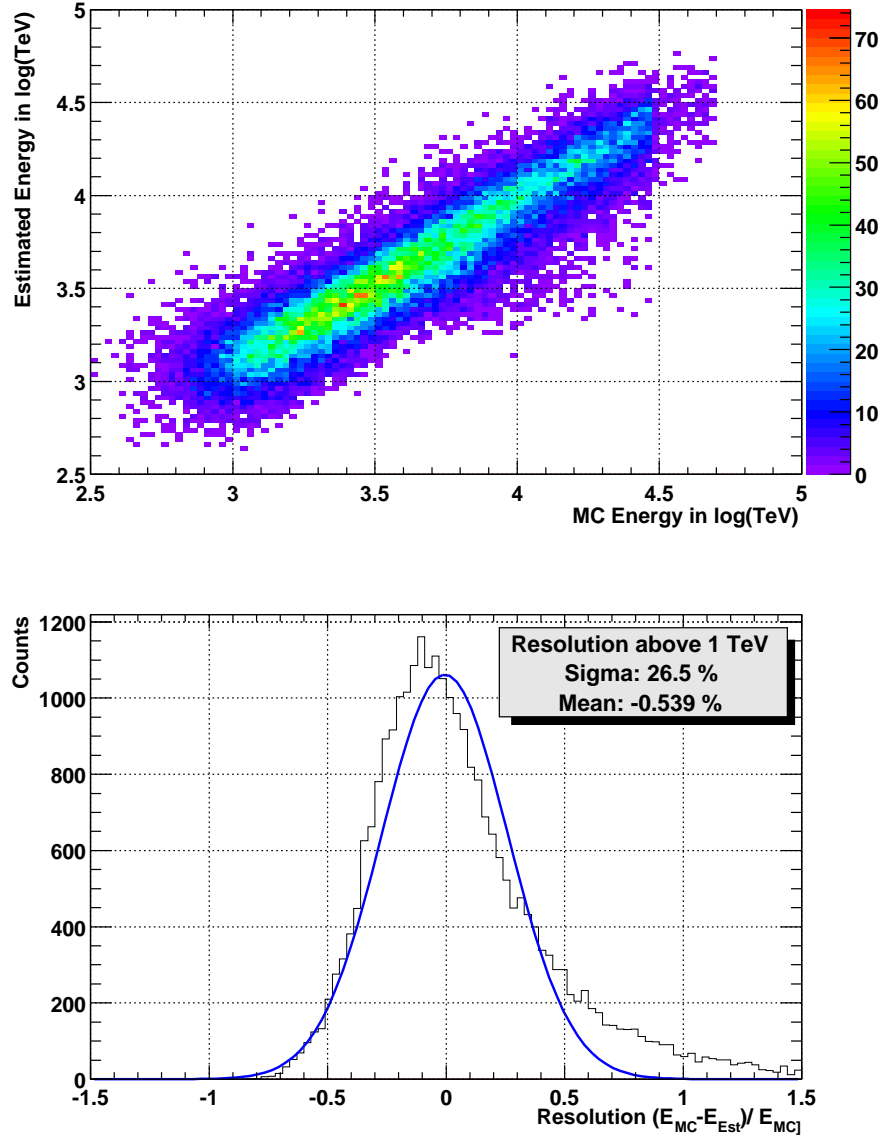 Estimated Energy in log(TeV)
5
4.5
4
3.5
3
2.5
2.5 3 3.5 4 4.5 5
MC Energy in log(TeV)
70
60
50
40
30
20
10
0
Counts
1200
1000
800
600
400
200
0
Resolution above 1 TeV
Sigma: 26.5 %
Mean: -0.539 %
-1.5 -1 -0.5 0 0.5 1 1.5
Resolution (E_MC-E_Est)/ E_MC]